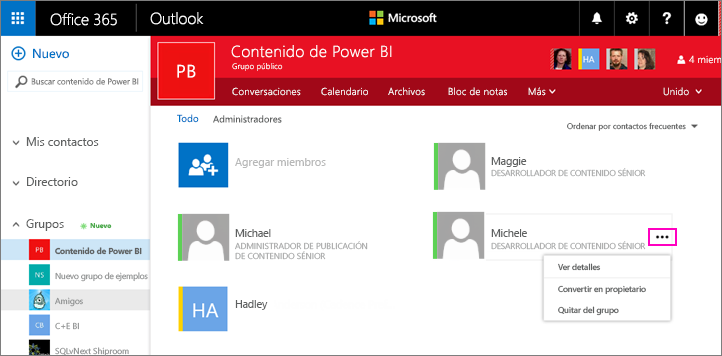 Office 365
Outlook
Microsoft
?
Nuevo
Buscar contenido de Power BI
Mis contactos
Directorio
Grupos
Nuevo
PB
Contenido de Power BI
NS
Nuevo grupo de ejemplos
Amigos
CB
C+E BI
SQLvNext Shiproom
PB
Contenido de Power BI
Grupo público
HA
4 miem
Conversaciones
Calendario
Archivos
Bloc de notas
Más
Unido
Todo
Administradores
Ordenar por contactos frecuentes
Agregar miembros
Maggie
DESARROLLADOR DE CONTENIDO SÉNIOR
Michael
ADMINISTRADOR DE PUBLICACIÓN
DE CONTENIDO SÉNIOR
Michele
DESARROLLADOR DE CONTENIDO SÉNIOR
...
Ver detalles
Convertir en propietario
Quitar del grupo
HA
Hadley